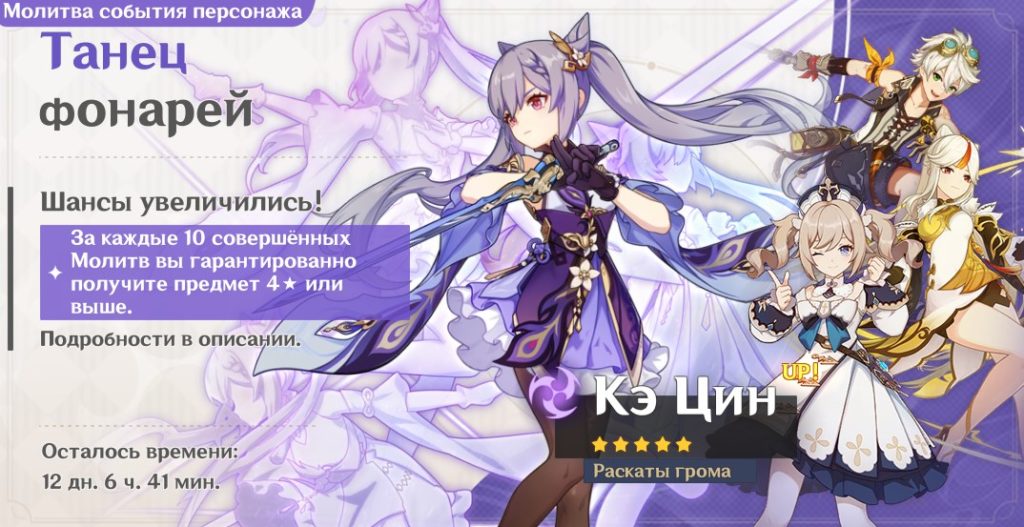 Молитва события персонажа
Танец
фонарей
Шансы увеличились!
За каждые 10 совершённых
Молитв вы гарантированно
получите предмет 4★ или
выше.
Подробности в описании.
UP!
Кэ Цин
Раскаты грома
Осталось времени:
12 дн. 6 ч. 41 мин.